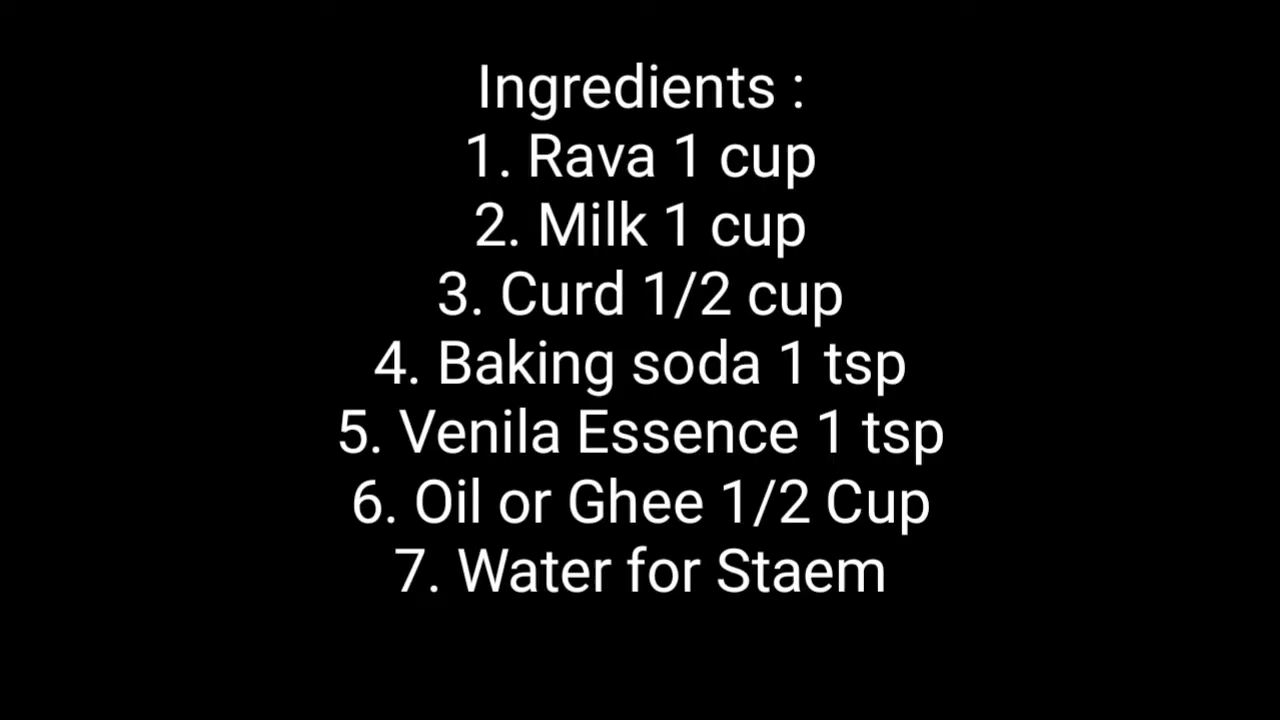 Ingredients :
1. Rava 1 cup
2. Milk 1 cup
3. Curd 1/2 cup
4. Baking soda 1 tsp
5. Venila Essence 1 tsp
6. Oil or Ghee 1/2 Cup
7. Water for Staem